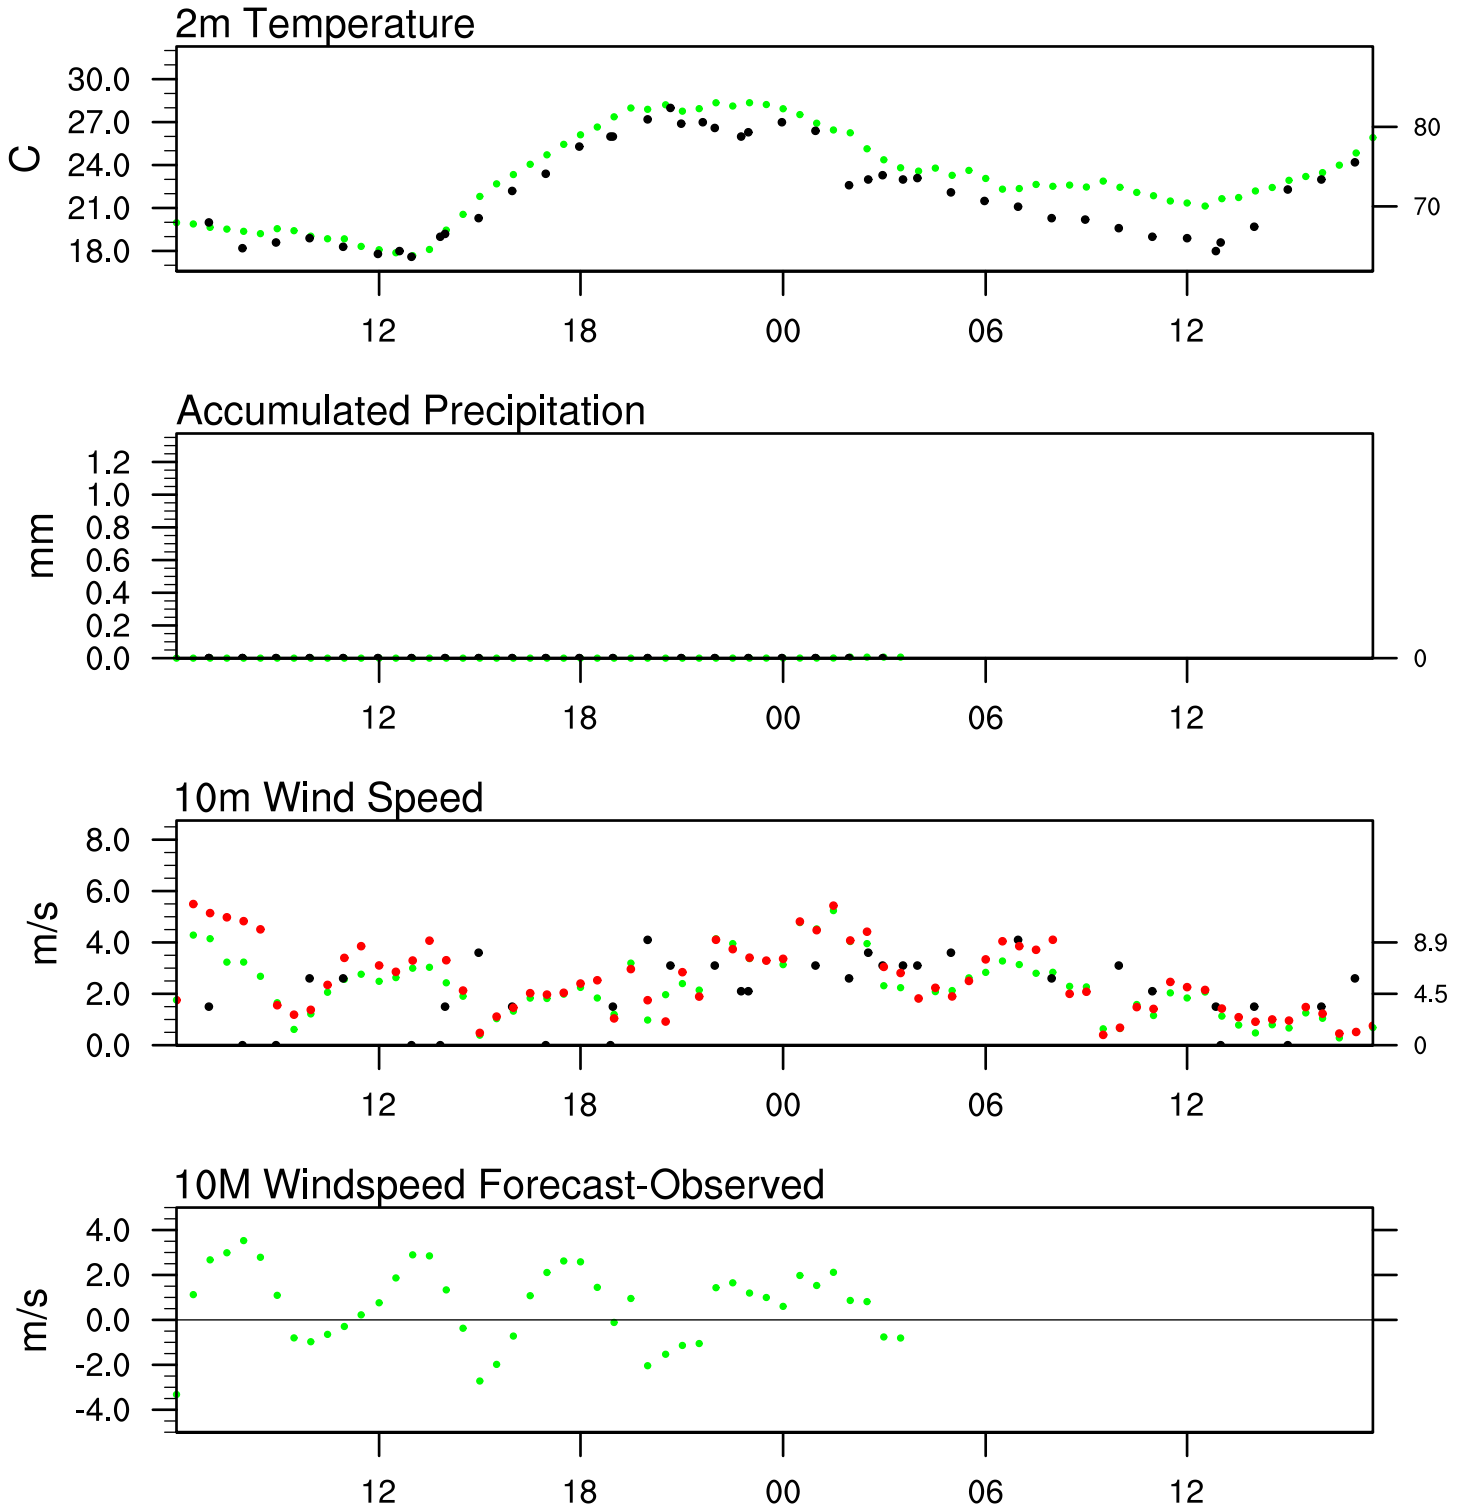 2m Temperature
30.0
27.0
24.0
21.0
18.0
C
80
70
12 18 00 06 12
Accumulated Precipitation
1.2
1.0
0.8
0.6
0.4
0.2
0.0
mm
0
12 18 00 06 12
10m Wind Speed
8.0
6.0
4.0
2.0
0.0
m/s
8.9
4.5
0
12 18 00 06 12
10M Windspeed Forecast-Observed
4.0
2.0
0.0
-2.0
-4.0
m/s
12 18 00 06 12